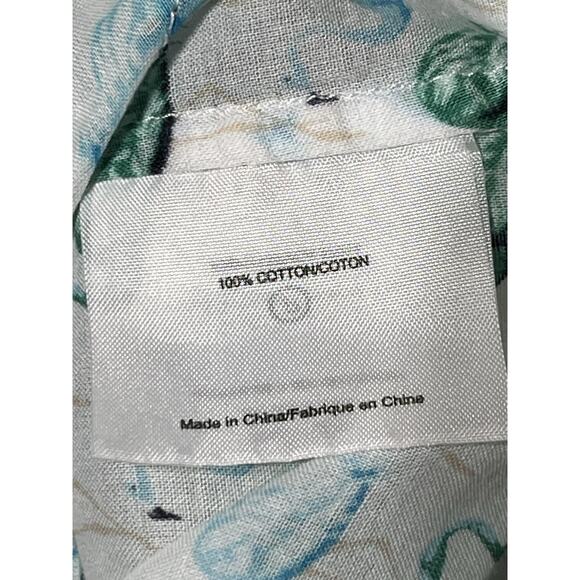 100% COTTON/COTON
Made in China/Fabrique en Chine